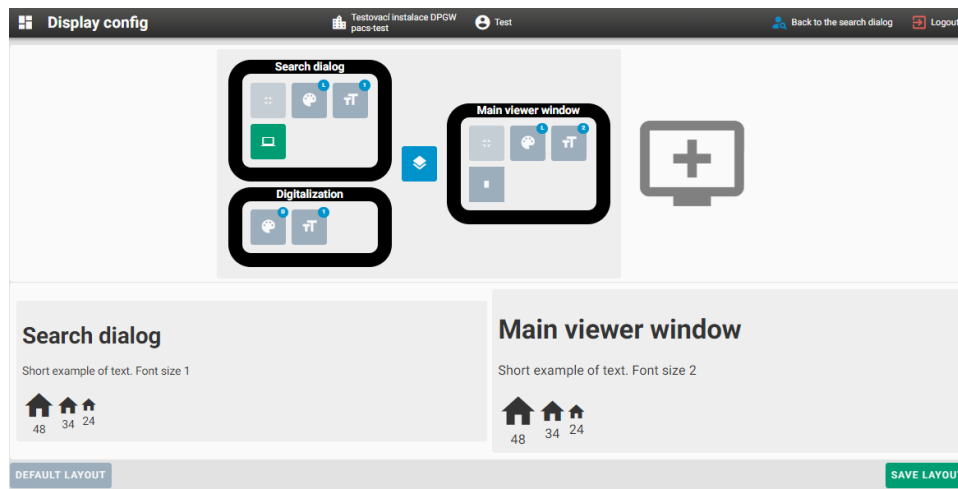 Display config
Testovací instalace DPGW
pacs-test
Test
Back to the search dialog
Logout
Search dialog
L
1
Main viewer window
L
2
Digitalization
1
Search dialog
Short example of text. Font size 1
48
34
24
Main viewer window
Short example of text. Font size 2
48
34
24
DEFAULT LAYOUT
SAVE LAYOUT